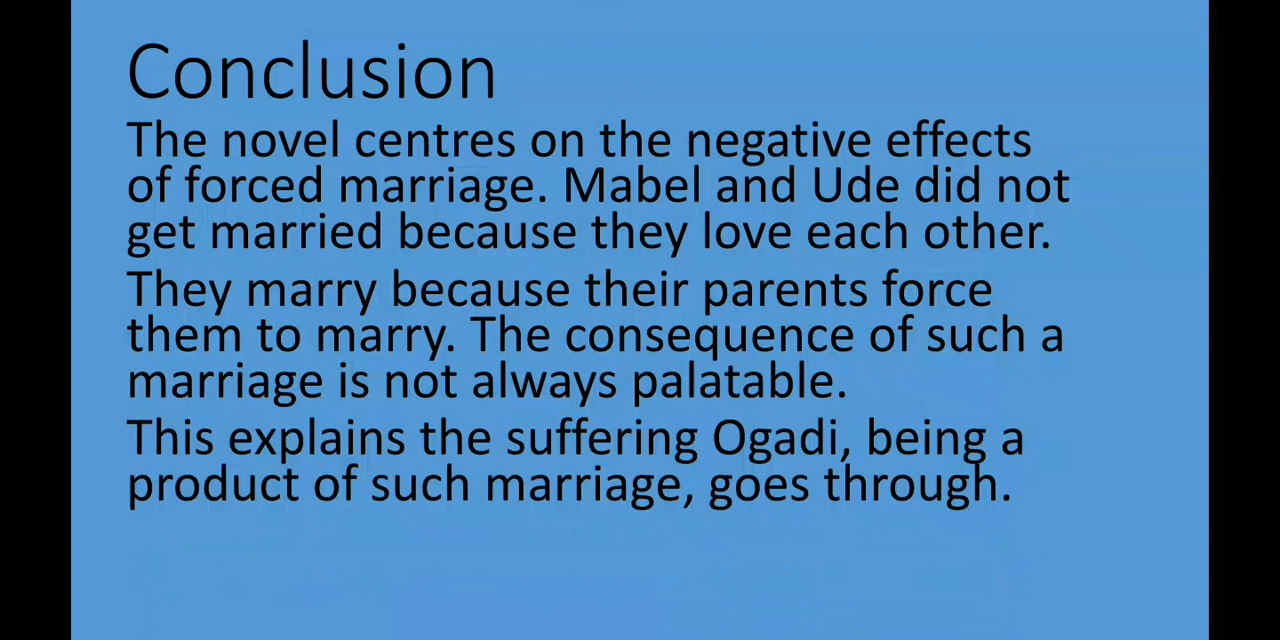 Conclusion
The novel centres on the negative effects
of forced marriage. Mabel and Ude did not
get married because they love each other.
They marry because their parents force
them to marry. The consequence of such a
marriage is not always palatable.
This explains the suffering Ogadi, being a
product of such marriage, goes through.